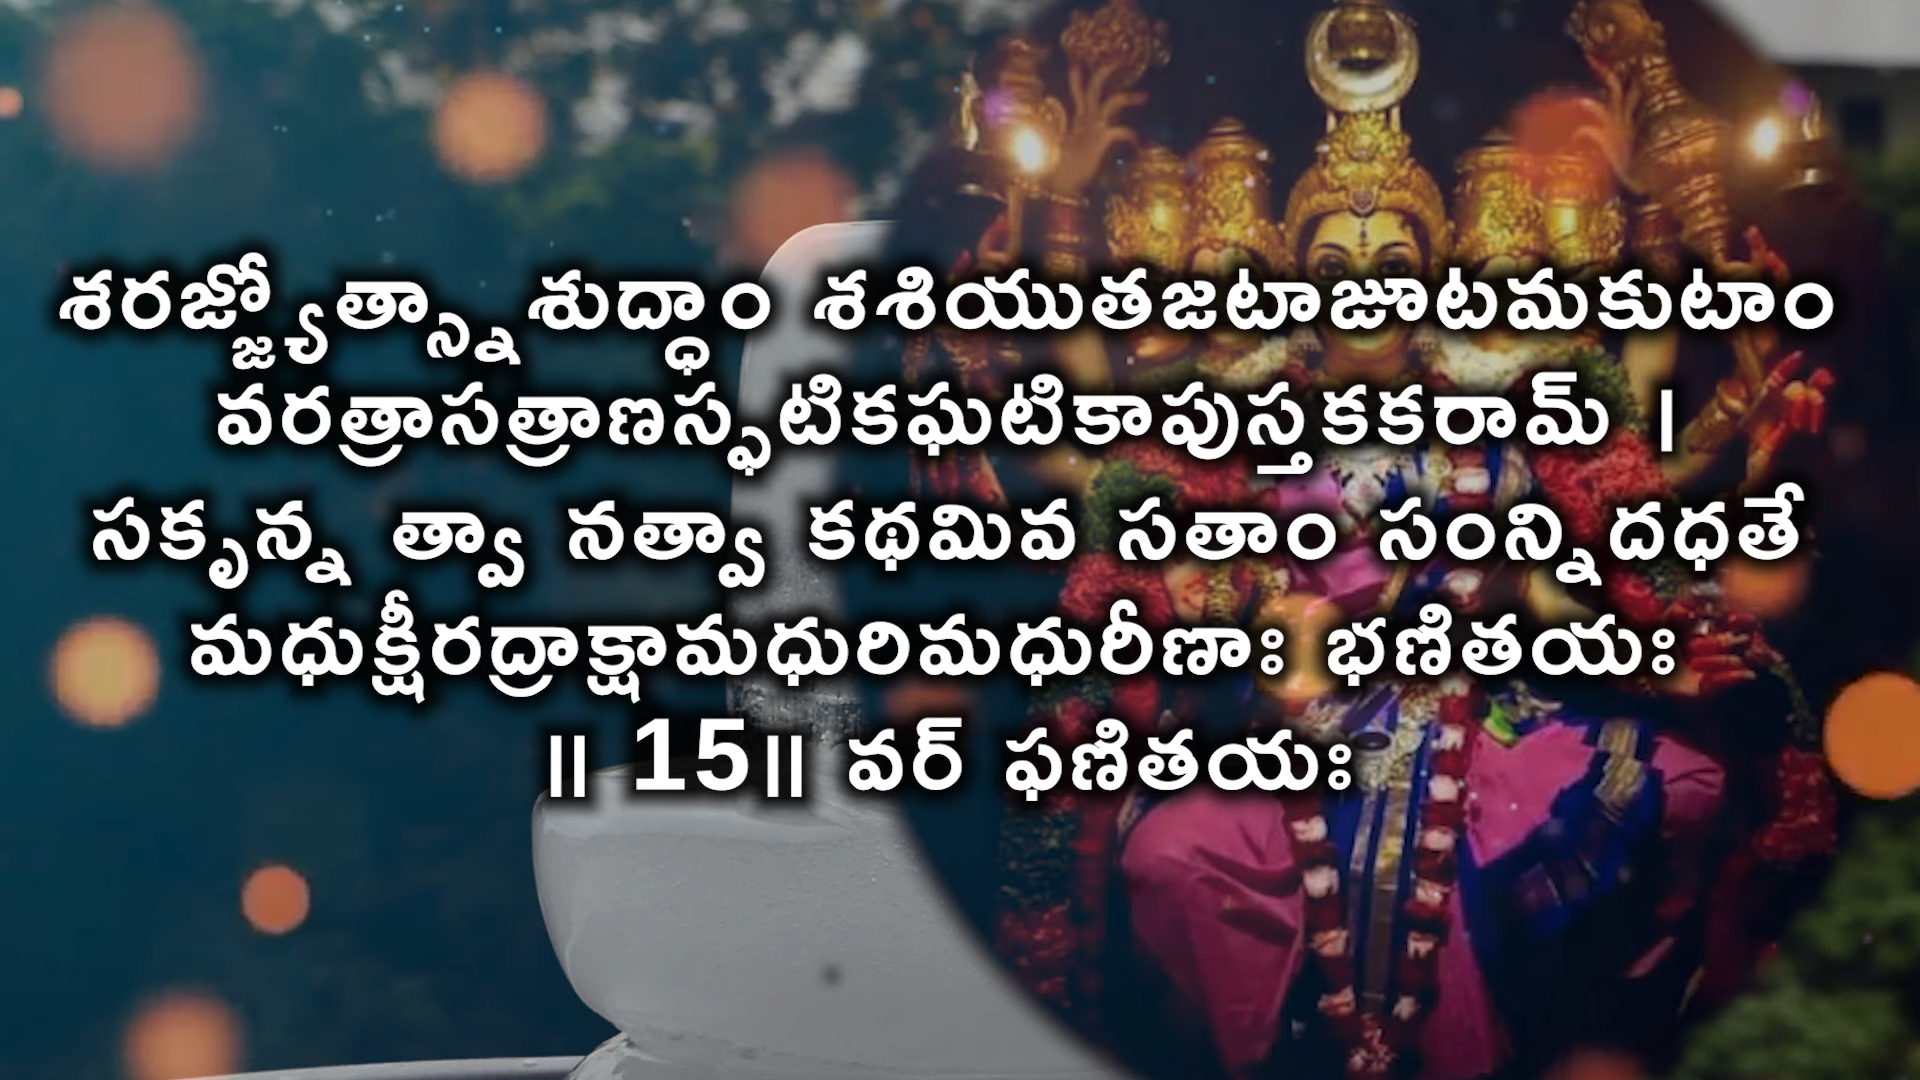 శరజ్జ్యోత్స్నాశుద్ధాం శశియుతజటాజూటమకుటాం
వరత్రాసత్రాణస్ఫటికఘటికాపుస్తకకరామ్ ।
సకృన్న త్వా నత్వా కథమివ సతాం సంన్నిదధతే
మధుక్షీరద్రాక్షామధురిమధురీణాః భణితయః
॥ 15॥ వర్ ఫణితయః